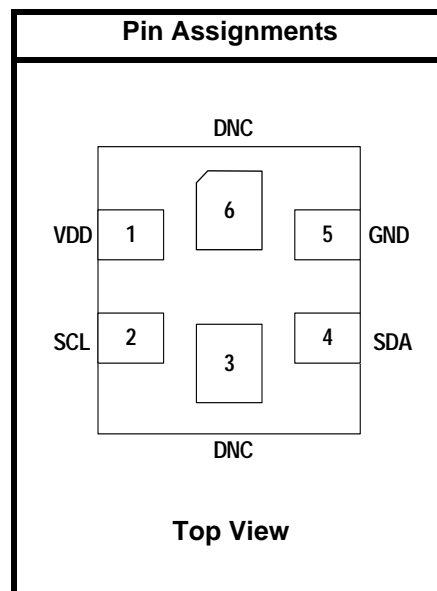 Pin Assignments
DNC
6
VDD 1 5 GND
SCL 2 4 SDA
3
DNC
Top View